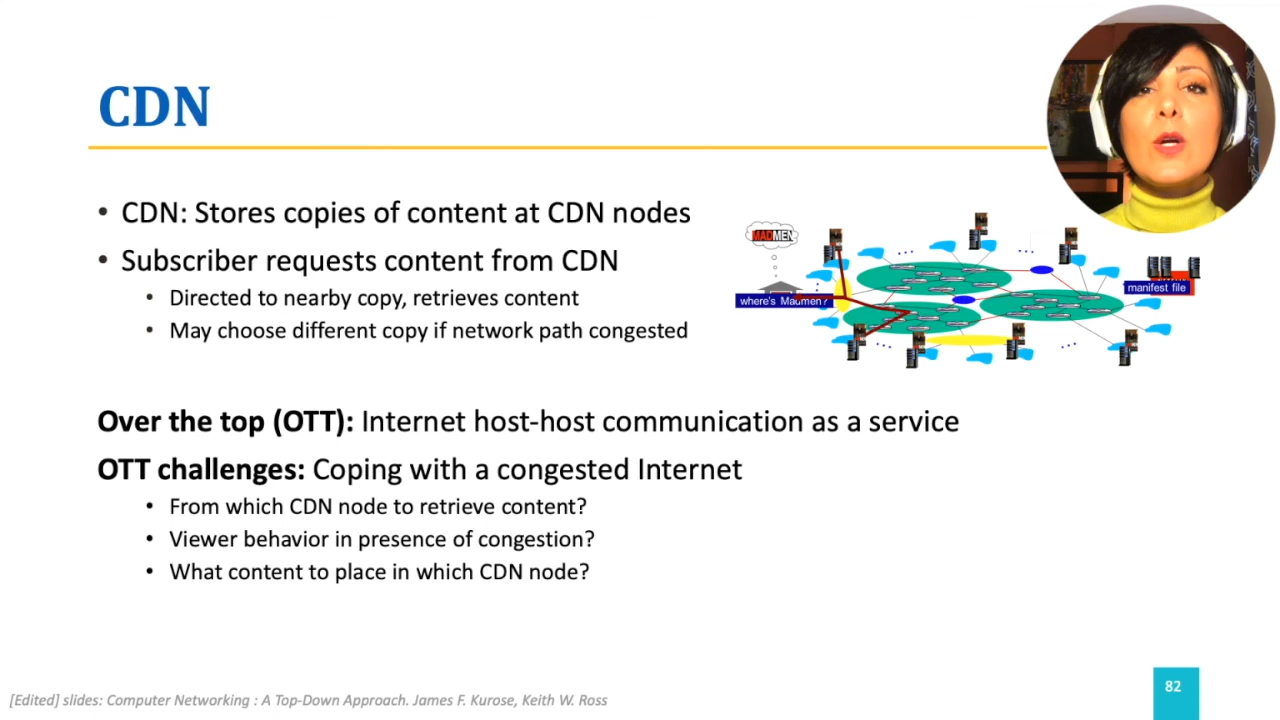 CDN
• CDN: Stores copies of content at CDN nodes
• Subscriber requests content from CDN
• Directed to nearby copy, retrieves content
• May choose different copy if network path congested
MADMEN
where's Madmen?
manifest file
Over the top (OTT): Internet host-host communication as a service
OTT challenges: Coping with a congested Internet
• From which CDN node to retrieve content?
• Viewer behavior in presence of congestion?
• What content to place in which CDN node?
[Edited] slides: Computer Networking : A Top-Down Approach. James F. Kurose, Keith W. Ross
82